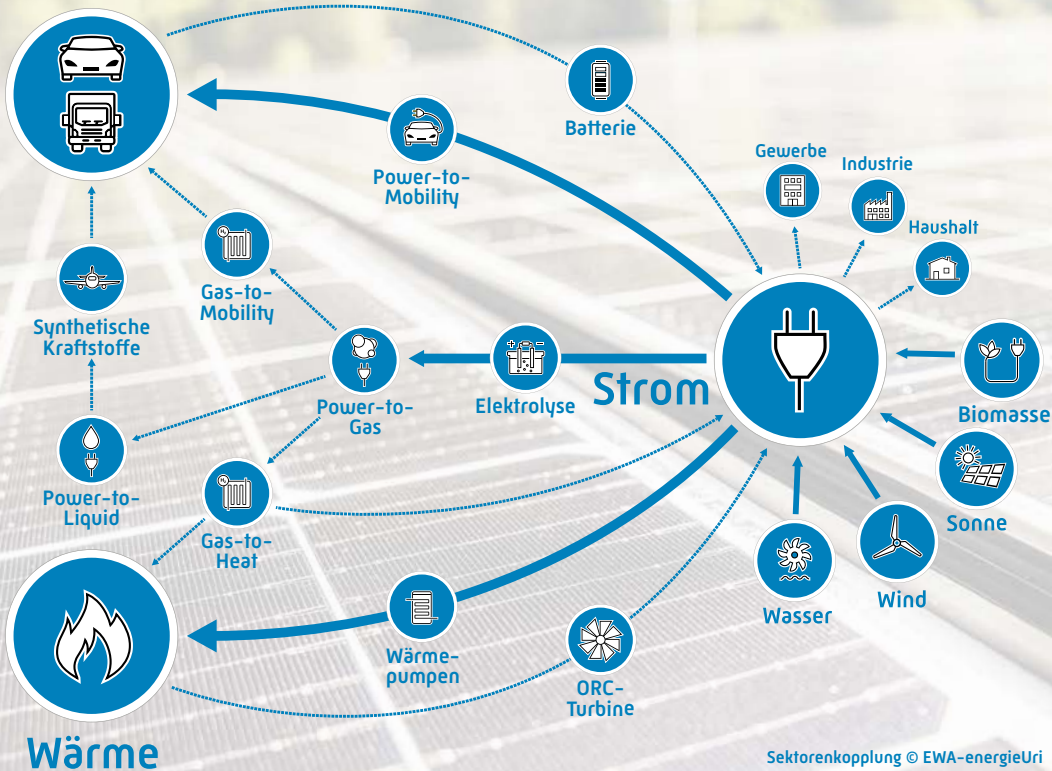 Batterie
Power-to-
Mobility
Gewerbe
Industrie
Haushalt
Gas-to-
Mobility
Synthetische
Kraftstoffe
Power-to-
Gas
+ -
Elektrolyse
Strom
Biomasse
Power-to-
Liquid
Gas-to-
Heat
Sonne
Wind
Wasser
Wärme-
pumpen
ORC-
Turbine
Wärme
Sektorenkopplung © EWA-energieUri